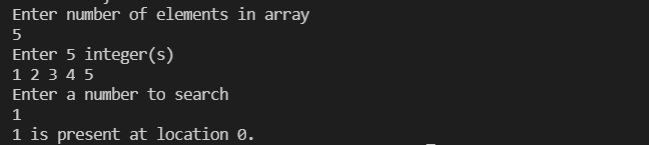 Enter number of elements in array
5
Enter 5 integer(s)
1 2 3 4 5
Enter a number to search
1
1 is present at location 0.